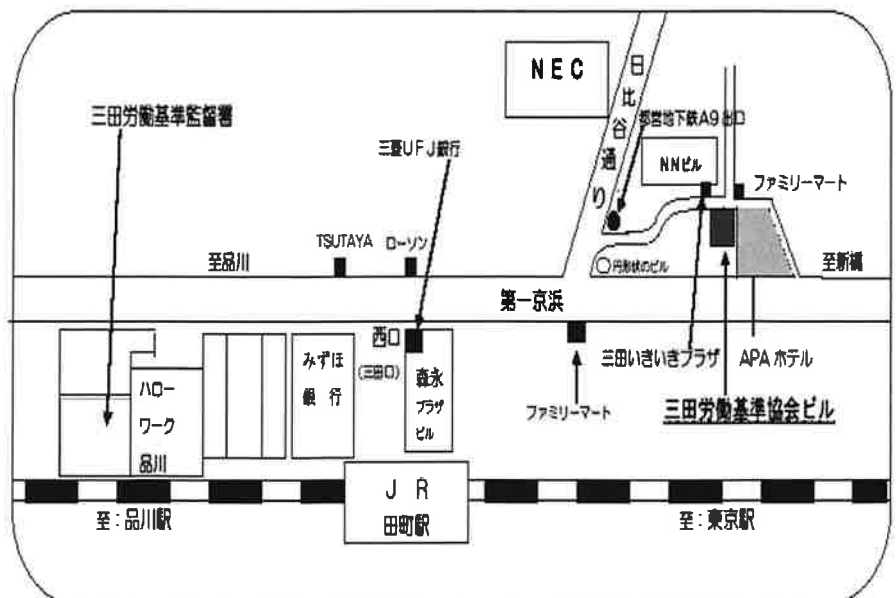 NEC
日比谷通り
三田労働基準監督署
都営地下鉄A9出口
三菱UFJ銀行
NNビル
ファミリーマート
TSUTAYA
ローソン
至品川
円形状のビル
至新橋
第一京浜
西口
(三田口)
みずほ
銀行
森永
プラザ
ビル
三田いきいきプラザ
APAホテル
ハロー
ワーク
品川
ファミリーマート
三田労働基準協会ビル
JR
田町駅
至:品川駅
至:東京駅